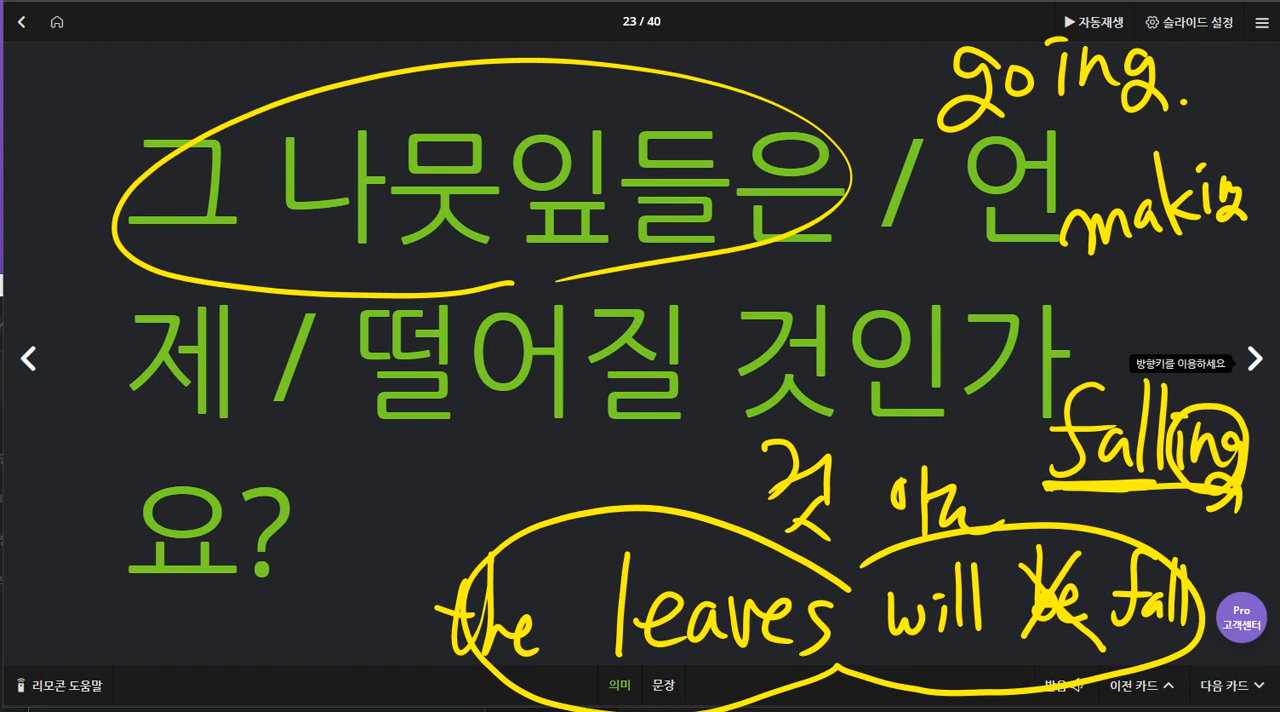 23 / 40
자동재생
슬라이드 설정
going.
그 나뭇잎들은 / 언
making
제 / 떨어질 것인가
방향키를 이용하세요
falling
요?
것
the leaves will be fall
Pro
고객센터
리모콘 도움말
의미
문장
발음
이전 카드
다음 카드